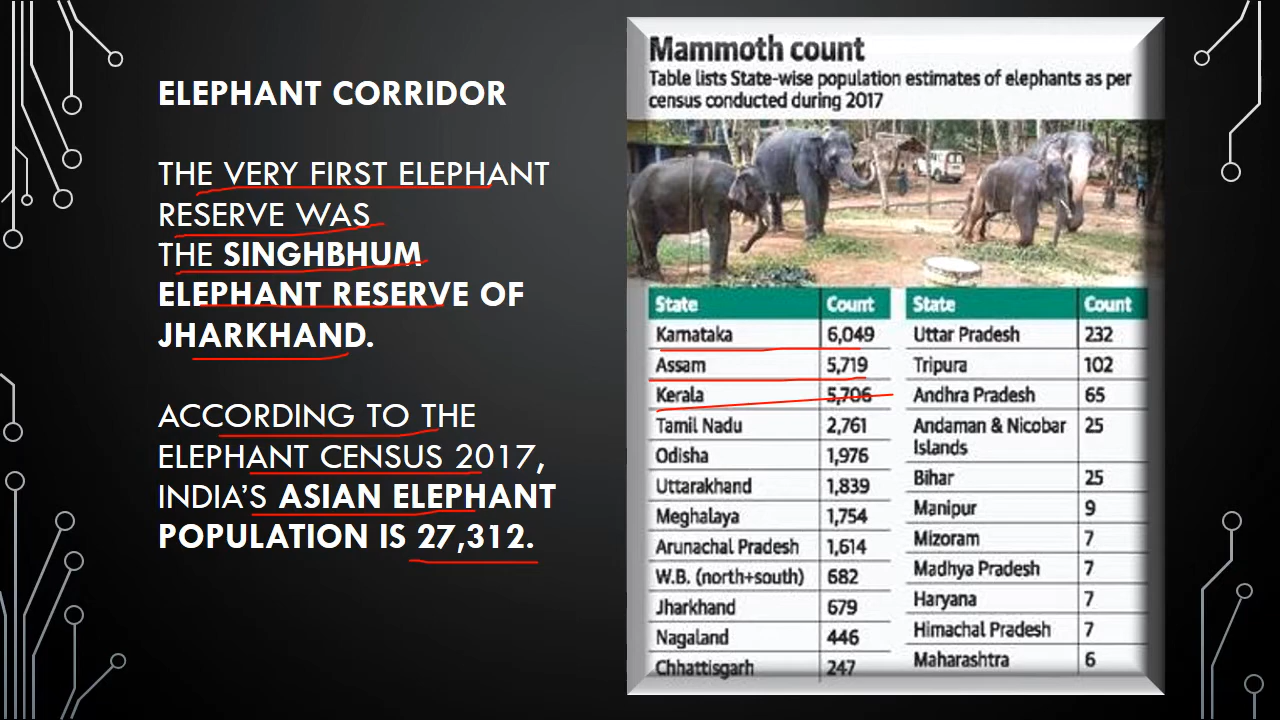 ELEPHANT CORRIDOR
THE VERY FIRST ELEPHANT
RESERVE WAS
THE SINGHBHUM
ELEPHANT RESERVE OF
JHARKHAND.
ACCORDING TO THE
ELEPHANT CENSUS 2017,
INDIA'S ASIAN ELEPHANT
POPULATION IS 27,312.
Mammoth count
Table lists State-wise population estimates of elephants as per
census conducted during 2017
State Count
Karnataka 6,049
Assam 5,719
Kerala 5,706
Tamil Nadu 2,761
Odisha 1,976
Uttarakhand 1,839
Meghalaya 1,754
Arunachal Pradesh 1,614
W.B. (north+south) 682
Jharkhand 679
Nagaland 446
Chhattisgarh 247
State Count
Uttar Pradesh 232
Tripura 102
Andhra Pradesh 65
Andaman & Nicobar 25
Islands
Bihar 25
Manipur 9
Mizoram 7
Madhya Pradesh 7
Haryana 7
Himachal Pradesh 7
Maharashtra 6